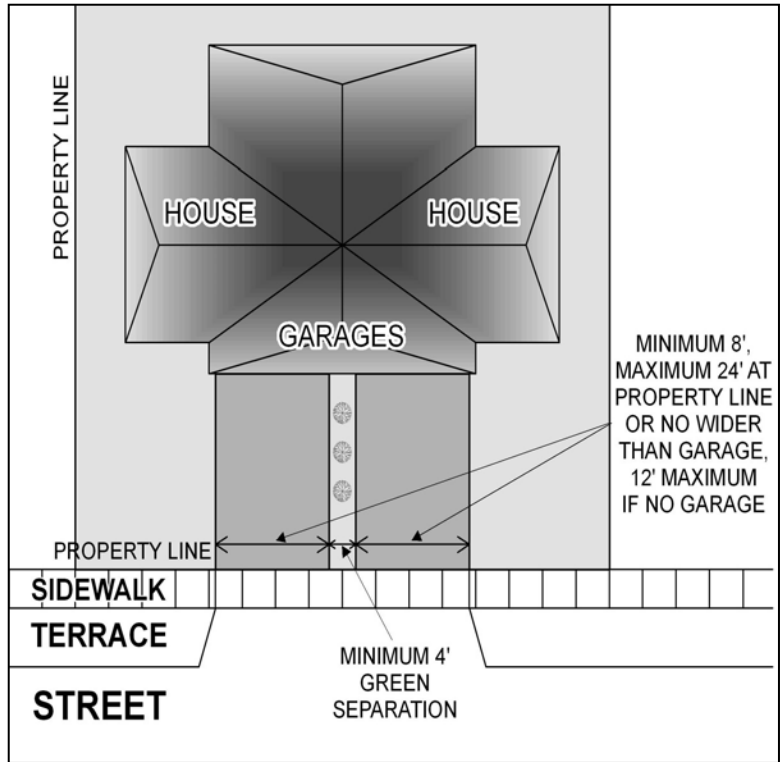 PROPERTY LINE
HOUSE
HOUSE
GARAGES
MINIMUM 8',
MAXIMUM 24' AT
PROPERTY LINE
OR NO WIDER
THAN GARAGE,
12' MAXIMUM
IF NO GARAGE
PROPERTY LINE
SIDEWALK
TERRACE
MINIMUM 4'
GREEN
SEPARATION
STREET